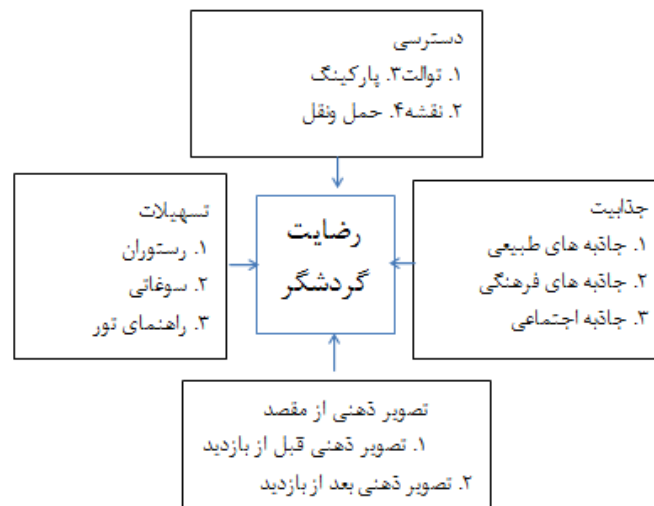 دسترسی
۱. توالت۳. پارکینگ
۲. نقشه۴. حمل ونقل
جذابیت
۱. جاذبه های طبیعی
۲. جاذبه های فرهنگی
۳. جاذبه اجتماعی
رضایت
گردشگر
تسهیلات
۱. رستوران
۲. سوغاتی
۳. راهنمای تور
تصویر ذهنی از مقصد
۱. تصویر ذهنی قبل از بازدید
۲. تصویر ذهنی بعد از بازدید